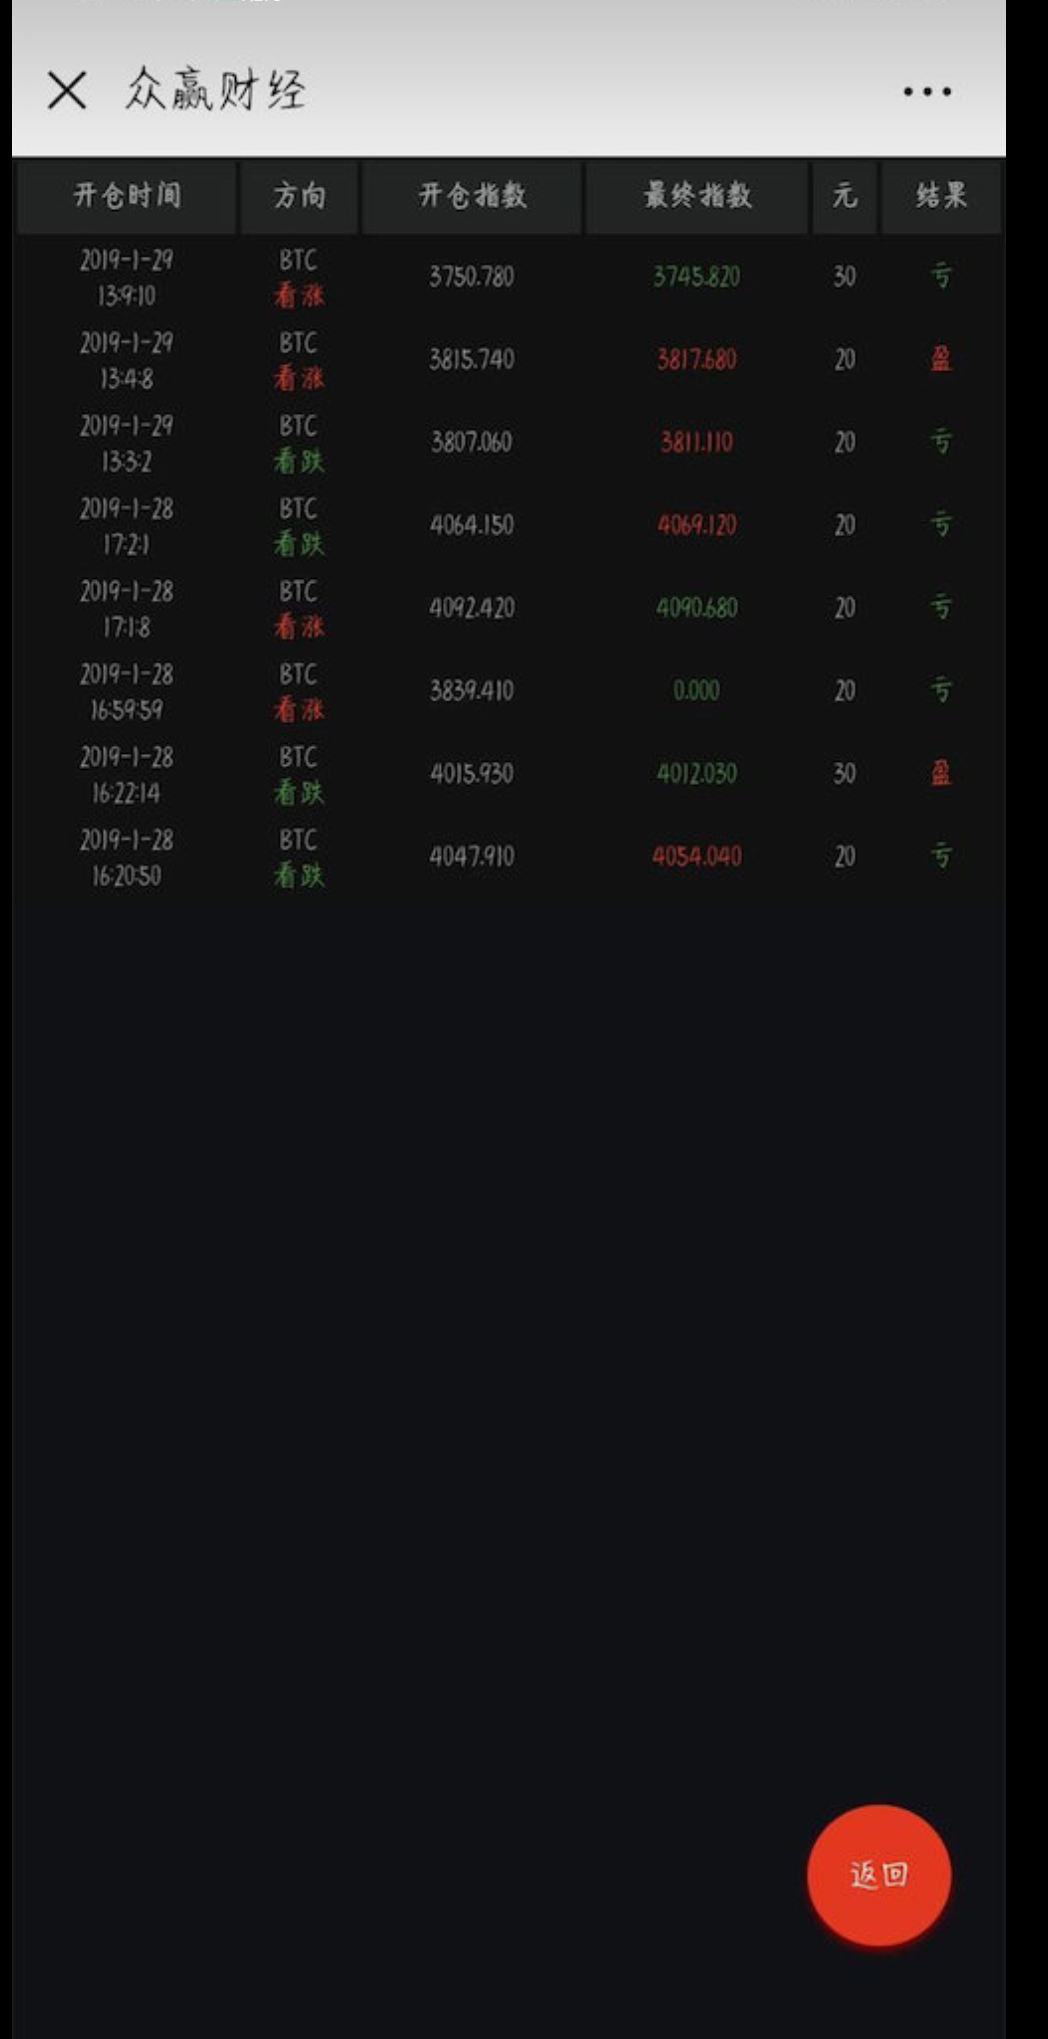 众赢财经
开仓时间 方向 开仓指数 最终指数 元 结果
2019-1-29 BTC
3750.780 3745.820 30 亏
13:9:10 看涨
2019-1-29 BTC
3815.740 3817.680 20 盈
13:4:8 看涨
2019-1-29 BTC
3807.060 3811.110 20 亏
13:3:2 看跌
2019-1-28 BTC
4064.150 4069.120 20 亏
17:2:1 看跌
2019-1-28 BTC
4092.420 4090.680 20 亏
17:1:8 看涨
2019-1-28 BTC
3839.410 0.000 20 亏
16:59:59 看涨
2019-1-28 BTC
4015.930 4012.030 30 盈
16:22:14 看跌
2019-1-28 BTC
4047.910 4054.040 20 亏
16:20:50 看跌
返回